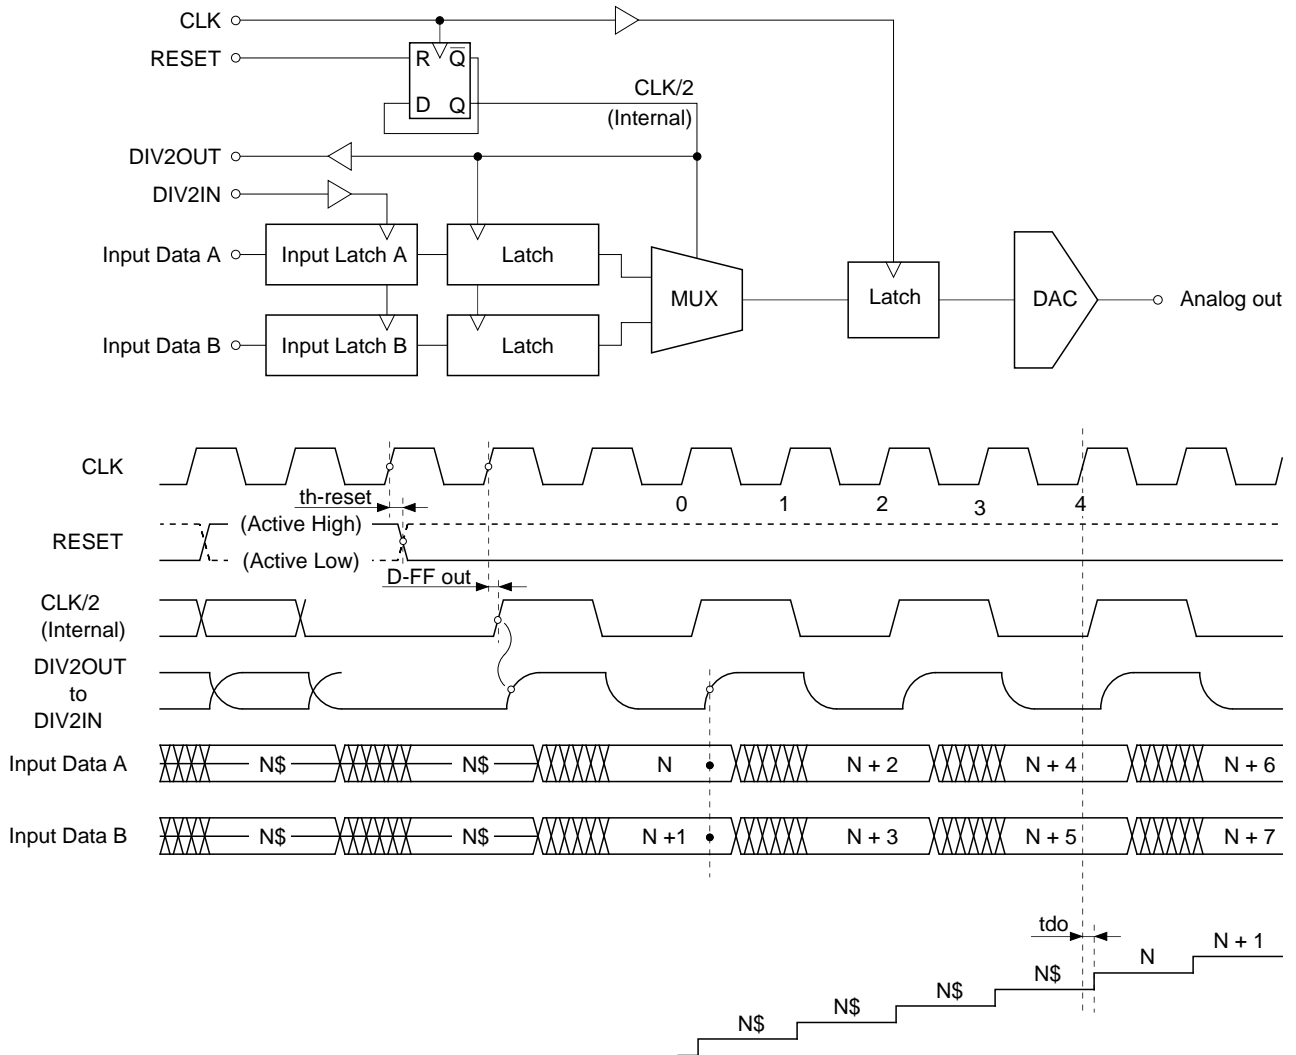 CLK
RESET
R Q̅
D Q
CLK/2
(Internal)
DIV2OUT
DIV2IN
Input Data A
Input Latch A
Latch
MUX
Latch
DAC
Analog out
Input Data B
Input Latch B
Latch
CLK
0 1 2 3 4
th-reset
RESET
(Active High)
(Active Low)
D-FF out
CLK/2
(Internal)
DIV2OUT
to
DIV2IN
Input Data A
N$ N$ N N + 2 N + 4 N + 6
Input Data B
N$ N$ N +1 N + 3 N + 5 N + 7
tdo
N$ N$ N$ N$ N N + 1